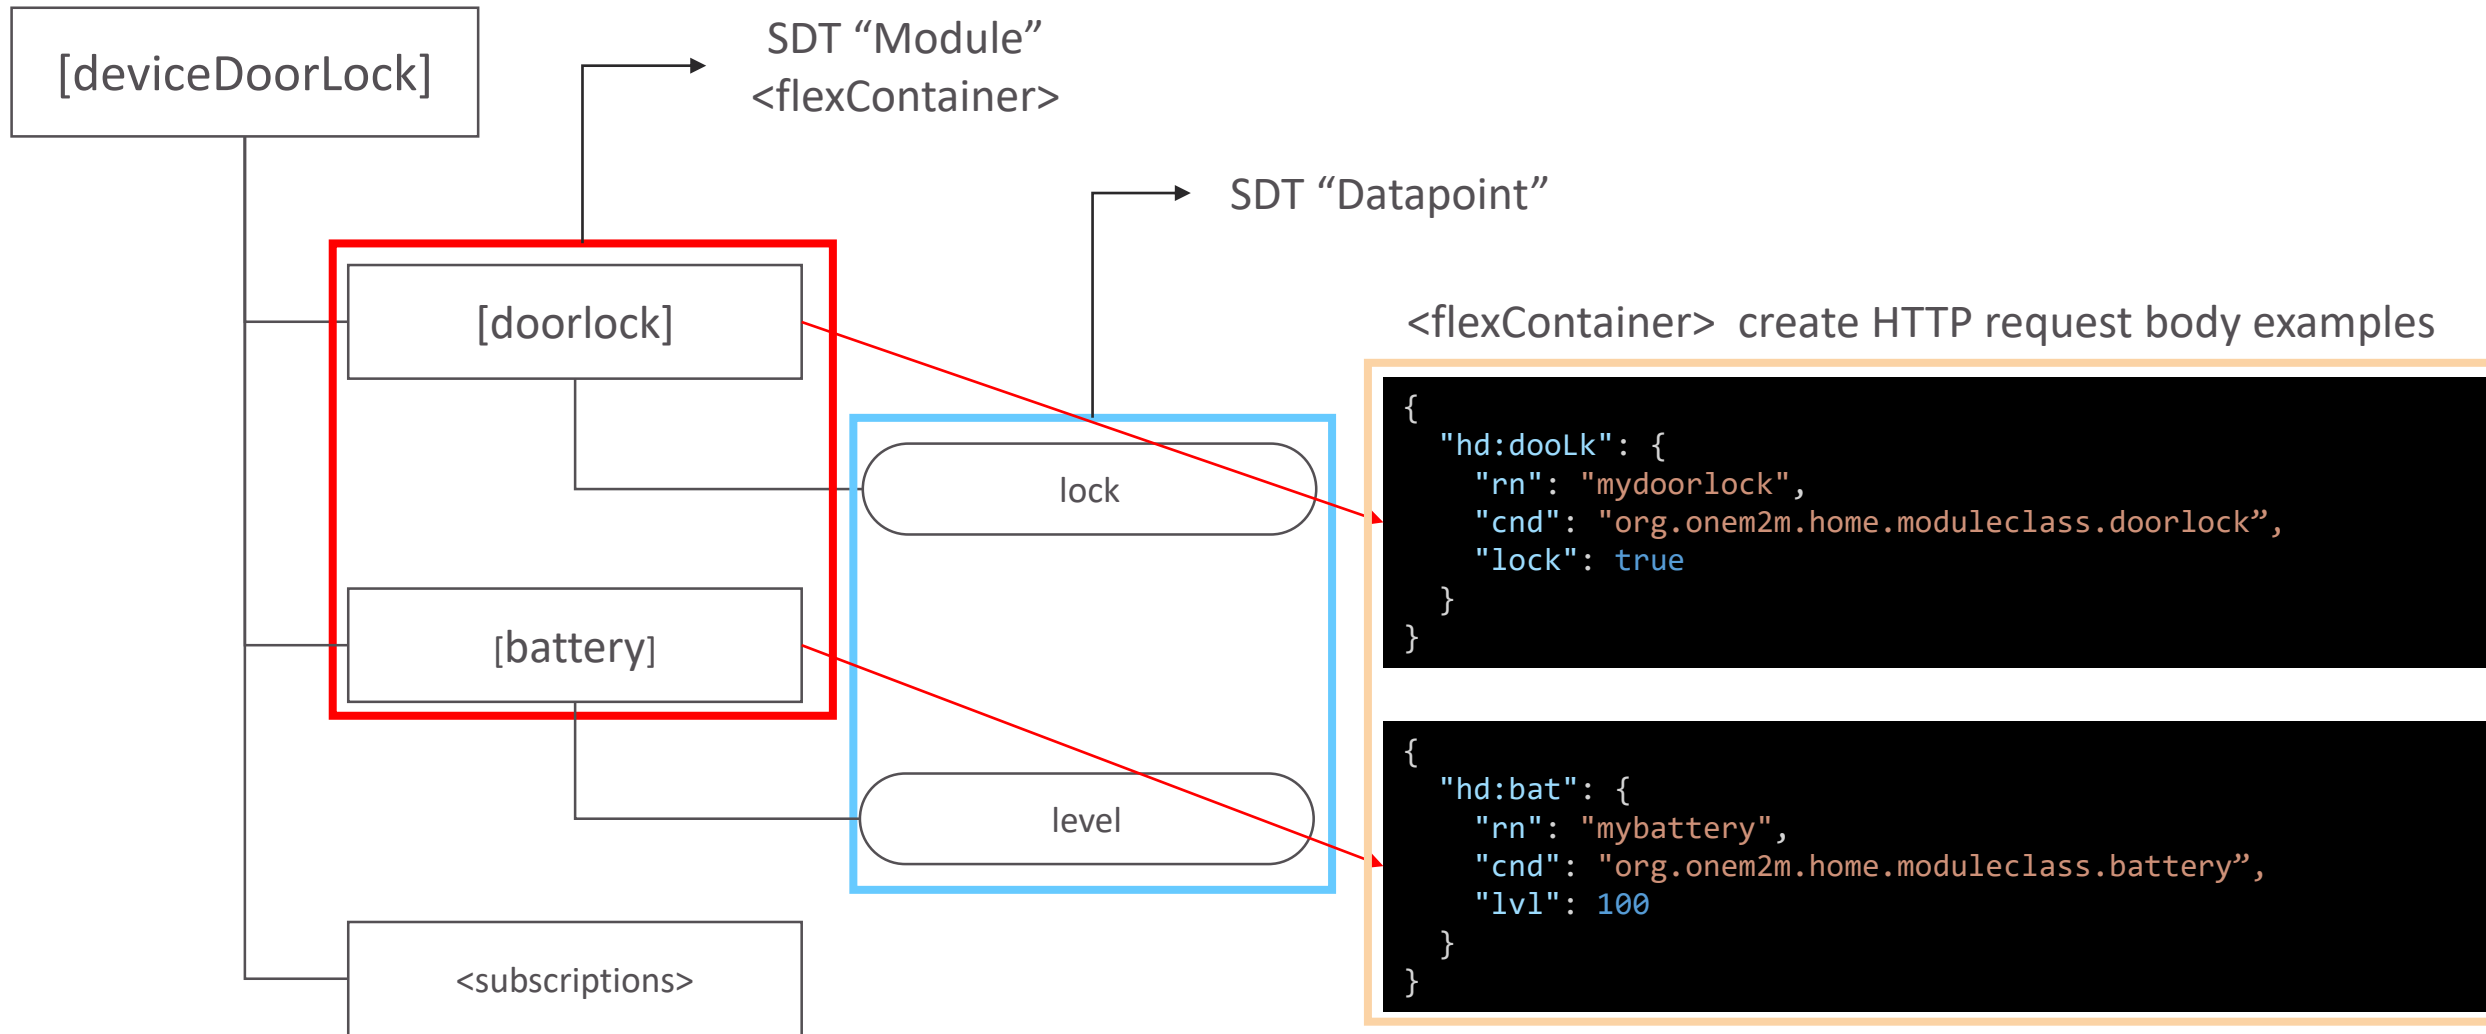 [deviceDoorLock]
SDT “Module”
<flexContainer>
SDT “Datapoint”
[doorlock]
lock
[battery]
level
<subscriptions>
<flexContainer>  create HTTP request body examples
{
  "hd:dooLk": {
    "rn": "mydoorlock",
    "cnd": "org.onem2m.home.moduleclass.doorlock”,
    "lock": true
  }
}
{
  "hd:bat": {
    "rn": "mybattery",
    "cnd": "org.onem2m.home.moduleclass.battery”,
    "lvl": 100
  }
}